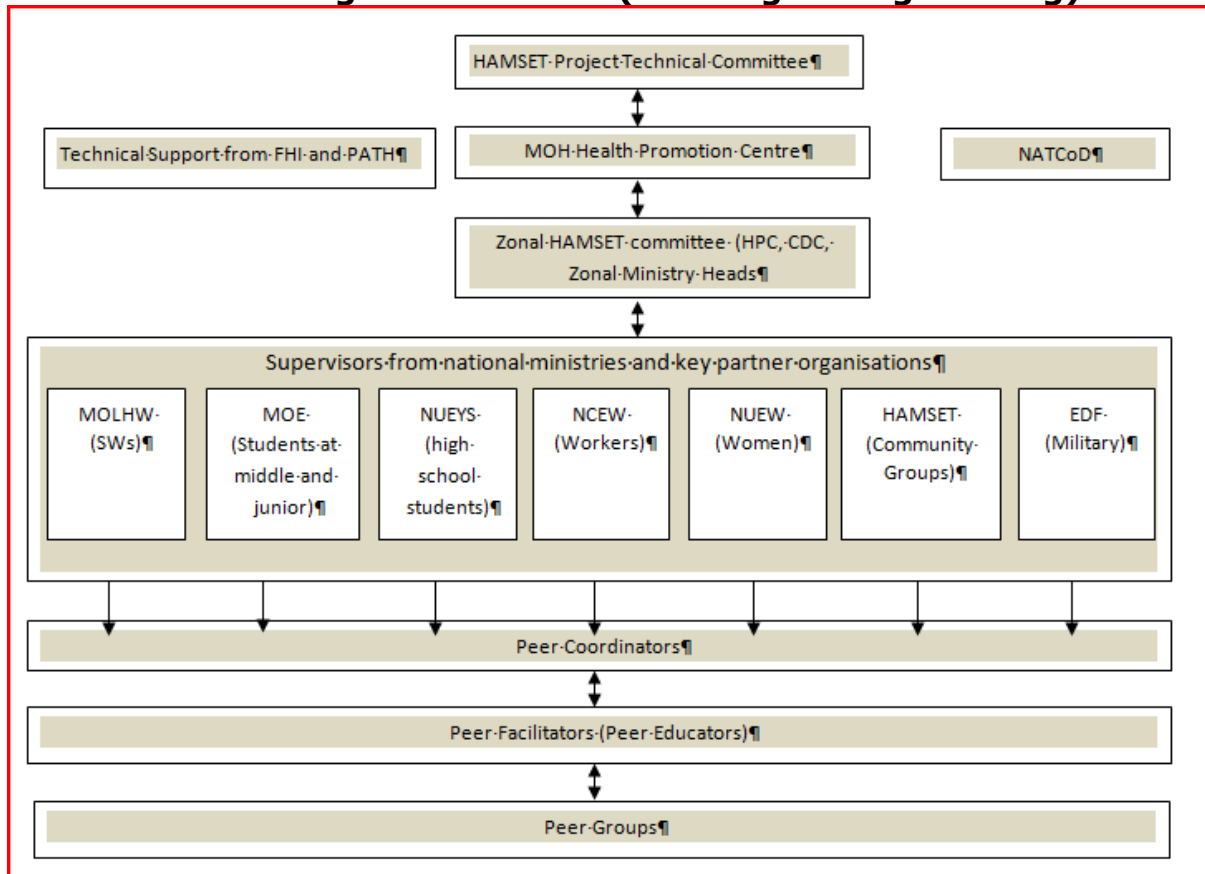 HAMSET·Project·Technical·Committee¶
Technical·Support·from·FHI·and·PATH¶
MOH·Health·Promotion·Centre¶
NATCoD¶
Zonal·HAMSET·committee·(HPC,·CDC,·
Zonal·Ministry·Heads¶
Supervisors·from·national·ministries·and·key·partner·organisations¶
MOLHW·
(SWs)¶
MOE·
(Students·at·
middle·and·
junior)¶
NUEYS·
(high·
school·
students)¶
NCEW·
(Workers)¶
NUEW·
(Women)¶
HAMSET·
(Community·
Groups)¶
EDF·
(Military)¶
Peer·Coordinators¶
Peer·Facilitators·(Peer·Educators)¶
Peer·Groups¶